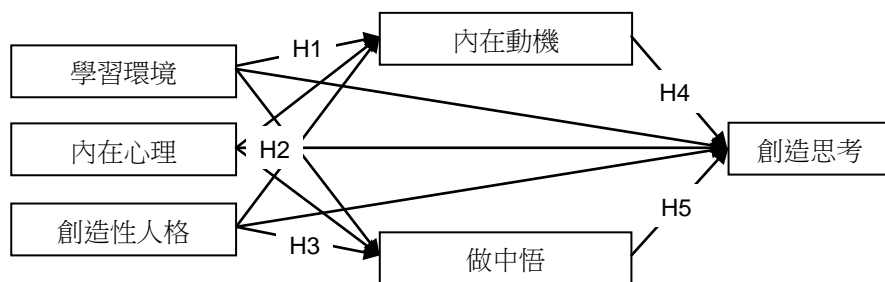 內在動機
H1
學習環境
H4
內在心理
H2
創造思考
創造性人格
H3
H5
做中悟